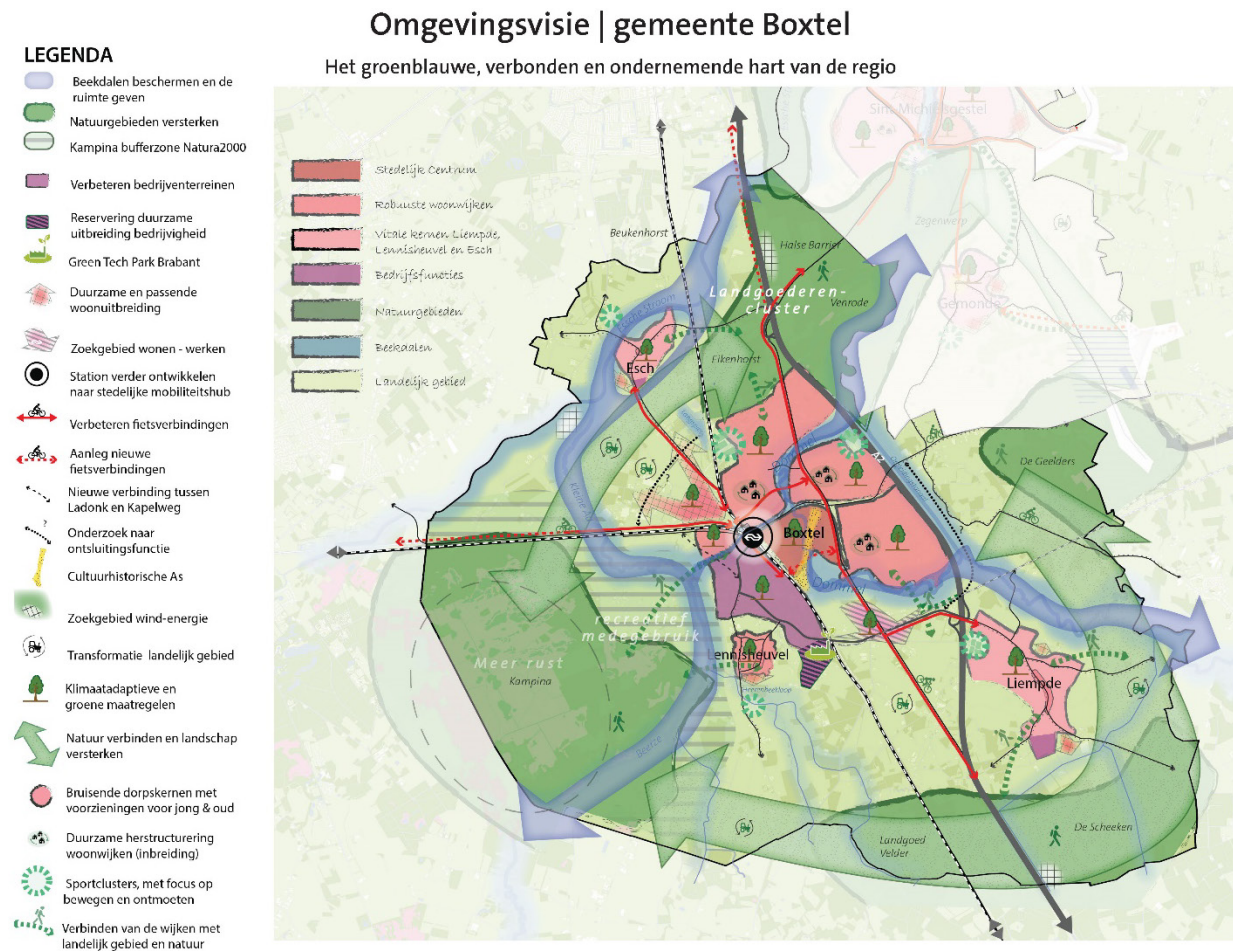 Omgevingsvisie | gemeente Boxtel
Het groenblauwe, verbonden en ondernemende hart van de regio
LEGENDA
Beekdalen beschermen en de
ruimte geven
Natuurgebieden versterken
Kampina bufferzone Natura2000
Verbeteren bedrijventerreinen
Reservering duurzame
uitbreiding bedrijvigheid
Green Tech Park Brabant
Duurzame en passende
woonuitbreiding
Zoekgebied wonen - werken
Station verder ontwikkelen
naar stedelijke mobiliteitshub
Verbeteren fietsverbindingen
Aanleg nieuwe
fietsverbindingen
Nieuwe verbinding tussen
Ladonk en Kapelweg
?
Onderzoek naar
ontsluitingsfunctie
Cultuurhistorische As
Zoekgebied wind-energie
Transformatie landelijk gebied
Klimaatadaptieve en
groene maatregelen
Natuur verbinden en landschap
versterken
Bruisende dorpskernen met
voorzieningen voor jong & oud
Duurzame herstructurering
woonwijken (inbreiding)
Sportclusters, met focus op
bewegen en ontmoeten
Verbinden van de wijken met
landelijk gebied en natuur
Stedelijk Centrum
Robuuste woonwijken
Vitale kernen Liempde,
Lennisheuvel en Esch
Bedrijfsfuncties
Natuurgebieden
Beekdalen
Landelijk gebied
Sint-Michielsgestel
Zegenwerp
Gemonde
Beukenhorst
Halse Barrier
Venrode
Landgoederen-
cluster
Eikenhorst
Esch
De Geelders
A2
Boxtel
Dommel
recreatief
medegebruik
Meer rust
Kampina
Lennisheuvel
Liempde
Beerze
Landgoed
Velder
De Scheeken